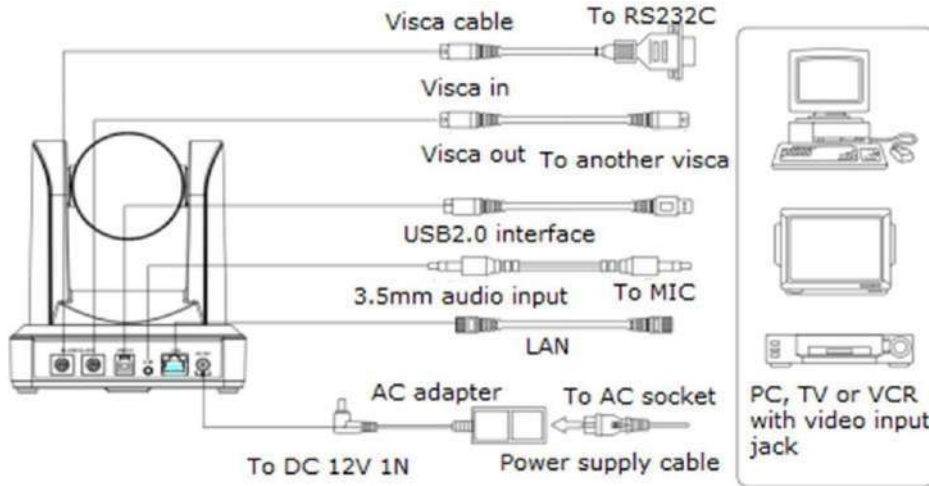 Visca cable
To RS232C
Visca in
Visca out
To another visca
USB2.0 interface
3.5mm audio input
To MIC
LAN
AC adapter
To AC socket
To DC 12V 1N
Power supply cable
PC, TV or VCR
with video input
jack